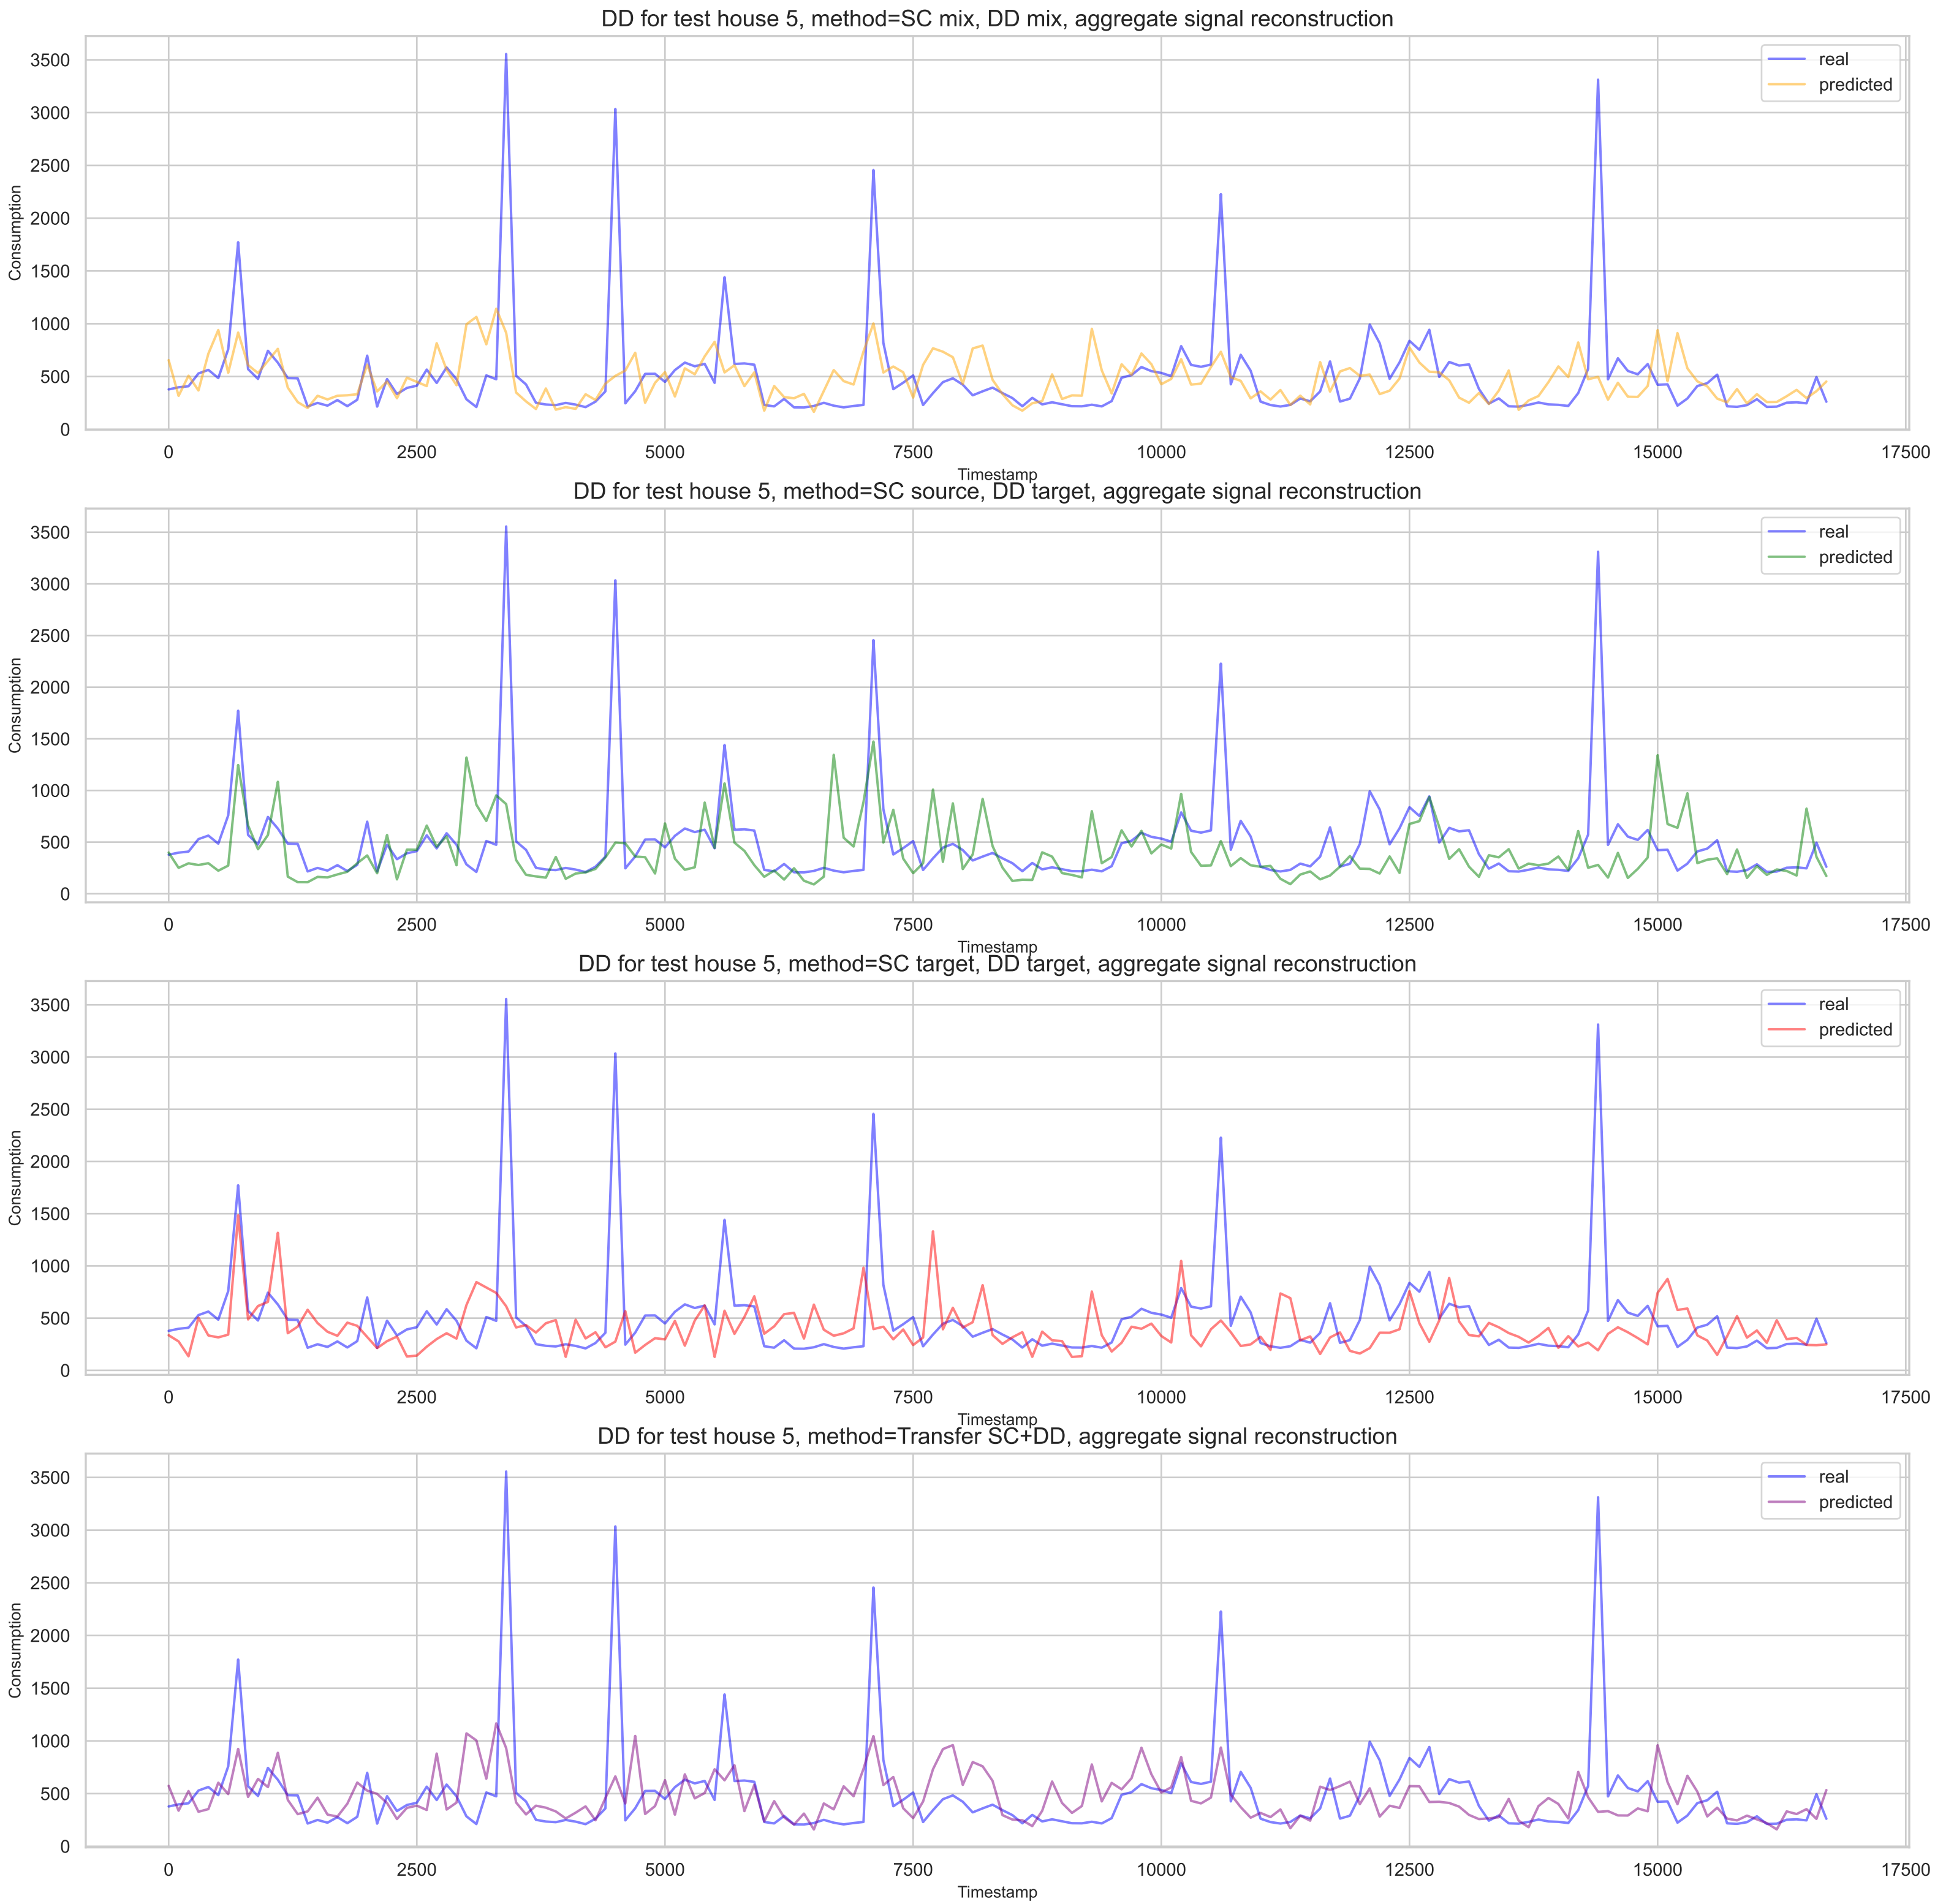 DD for test house 5, method=SC mix, DD mix, aggregate signal reconstruction
3500
3000
2500
2000
1500
1000
500
0
Consumption
real
predicted
0 2500 5000 7500 10000 12500 15000 17500
Timestamp
DD for test house 5, method=SC source, DD target, aggregate signal reconstruction
3500
3000
2500
2000
1500
1000
500
0
Consumption
real
predicted
0 2500 5000 7500 10000 12500 15000 17500
Timestamp
DD for test house 5, method=SC target, DD target, aggregate signal reconstruction
3500
3000
2500
2000
1500
1000
500
0
Consumption
real
predicted
0 2500 5000 7500 10000 12500 15000 17500
Timestamp
DD for test house 5, method=Transfer SC+DD, aggregate signal reconstruction
3500
3000
2500
2000
1500
1000
500
0
Consumption
real
predicted
0 2500 5000 7500 10000 12500 15000 17500
Timestamp